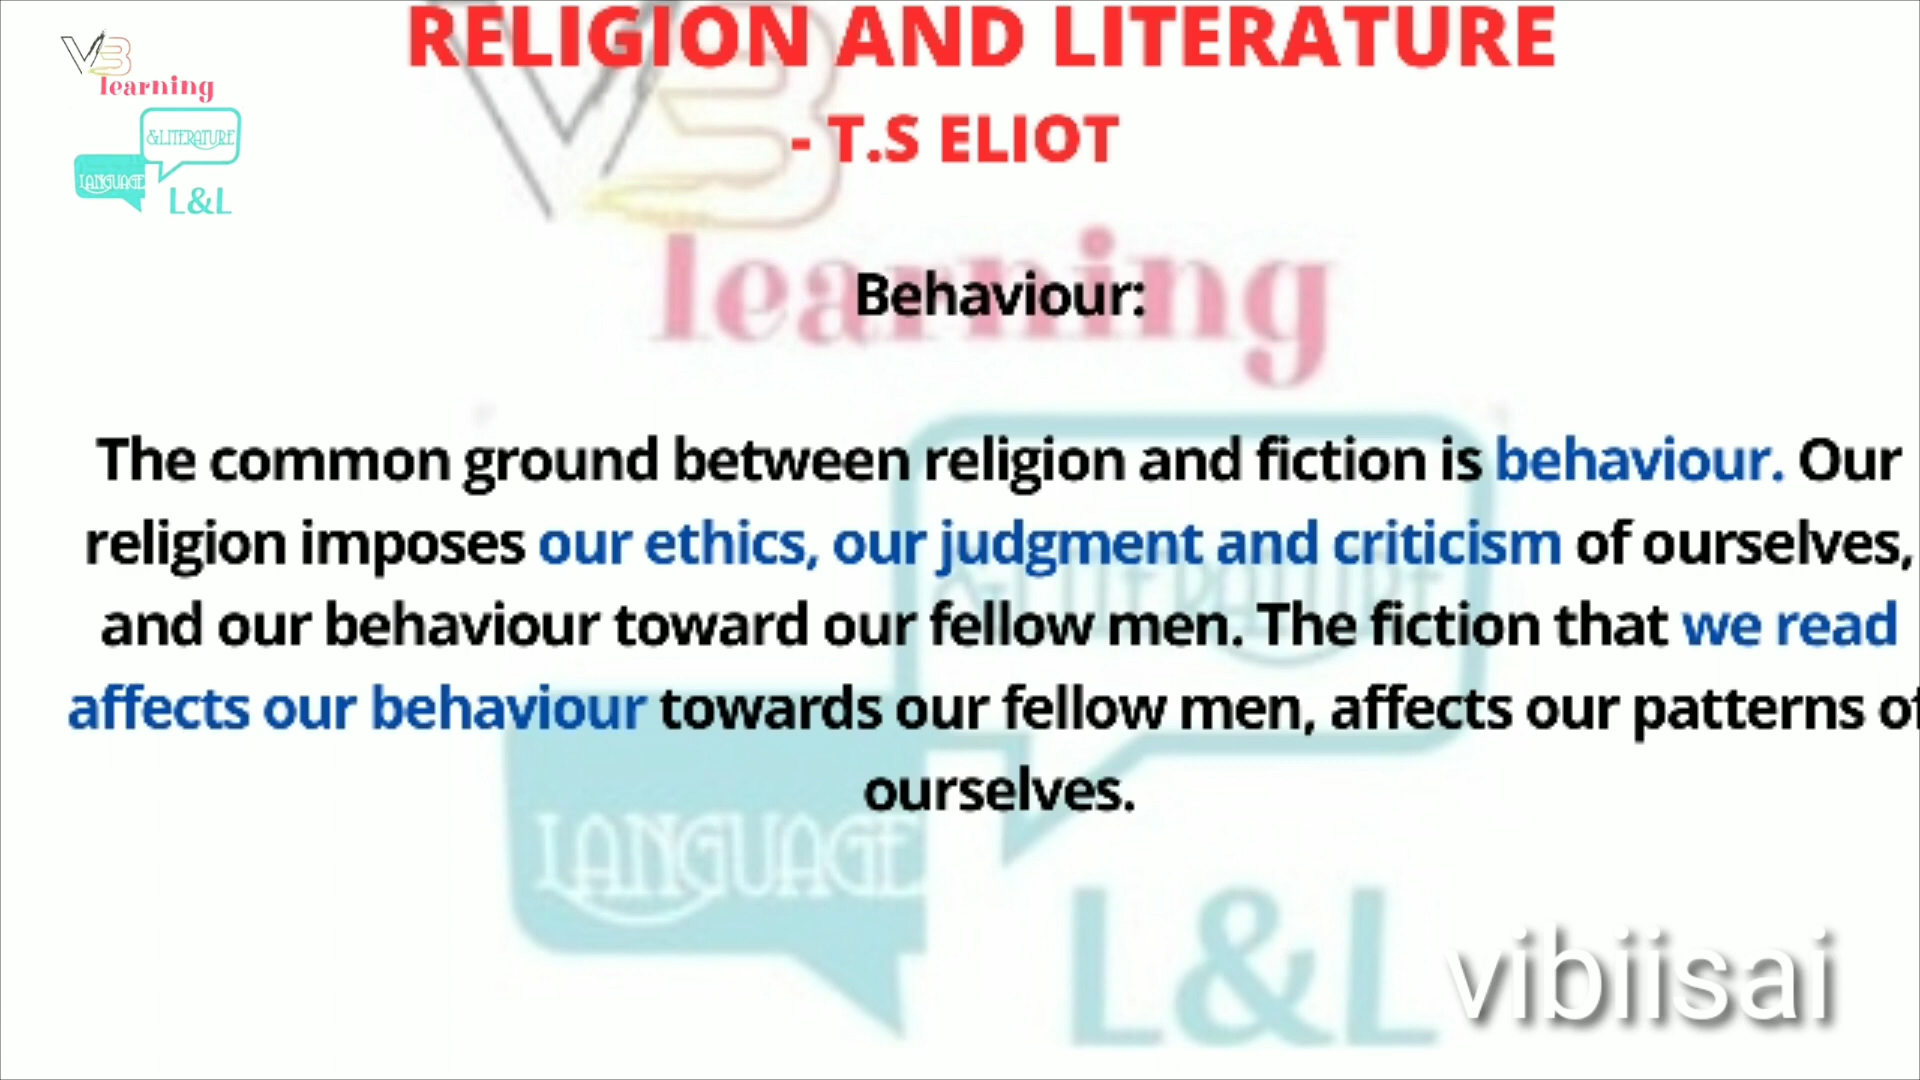 RELIGION AND LITERATURE
- T.S ELIOT
V3
learning
&LITERATURE
LANGUAGE
L&L
learning
Behaviour:
The common ground between religion and fiction is behaviour. Our
religion imposes our ethics, our judgment and criticism of ourselves,
and our behaviour toward our fellow men. The fiction that we read
affects our behaviour towards our fellow men, affects our patterns of
ourselves.
&LITERATURE
LANGUAGE
L&L
vibiisai